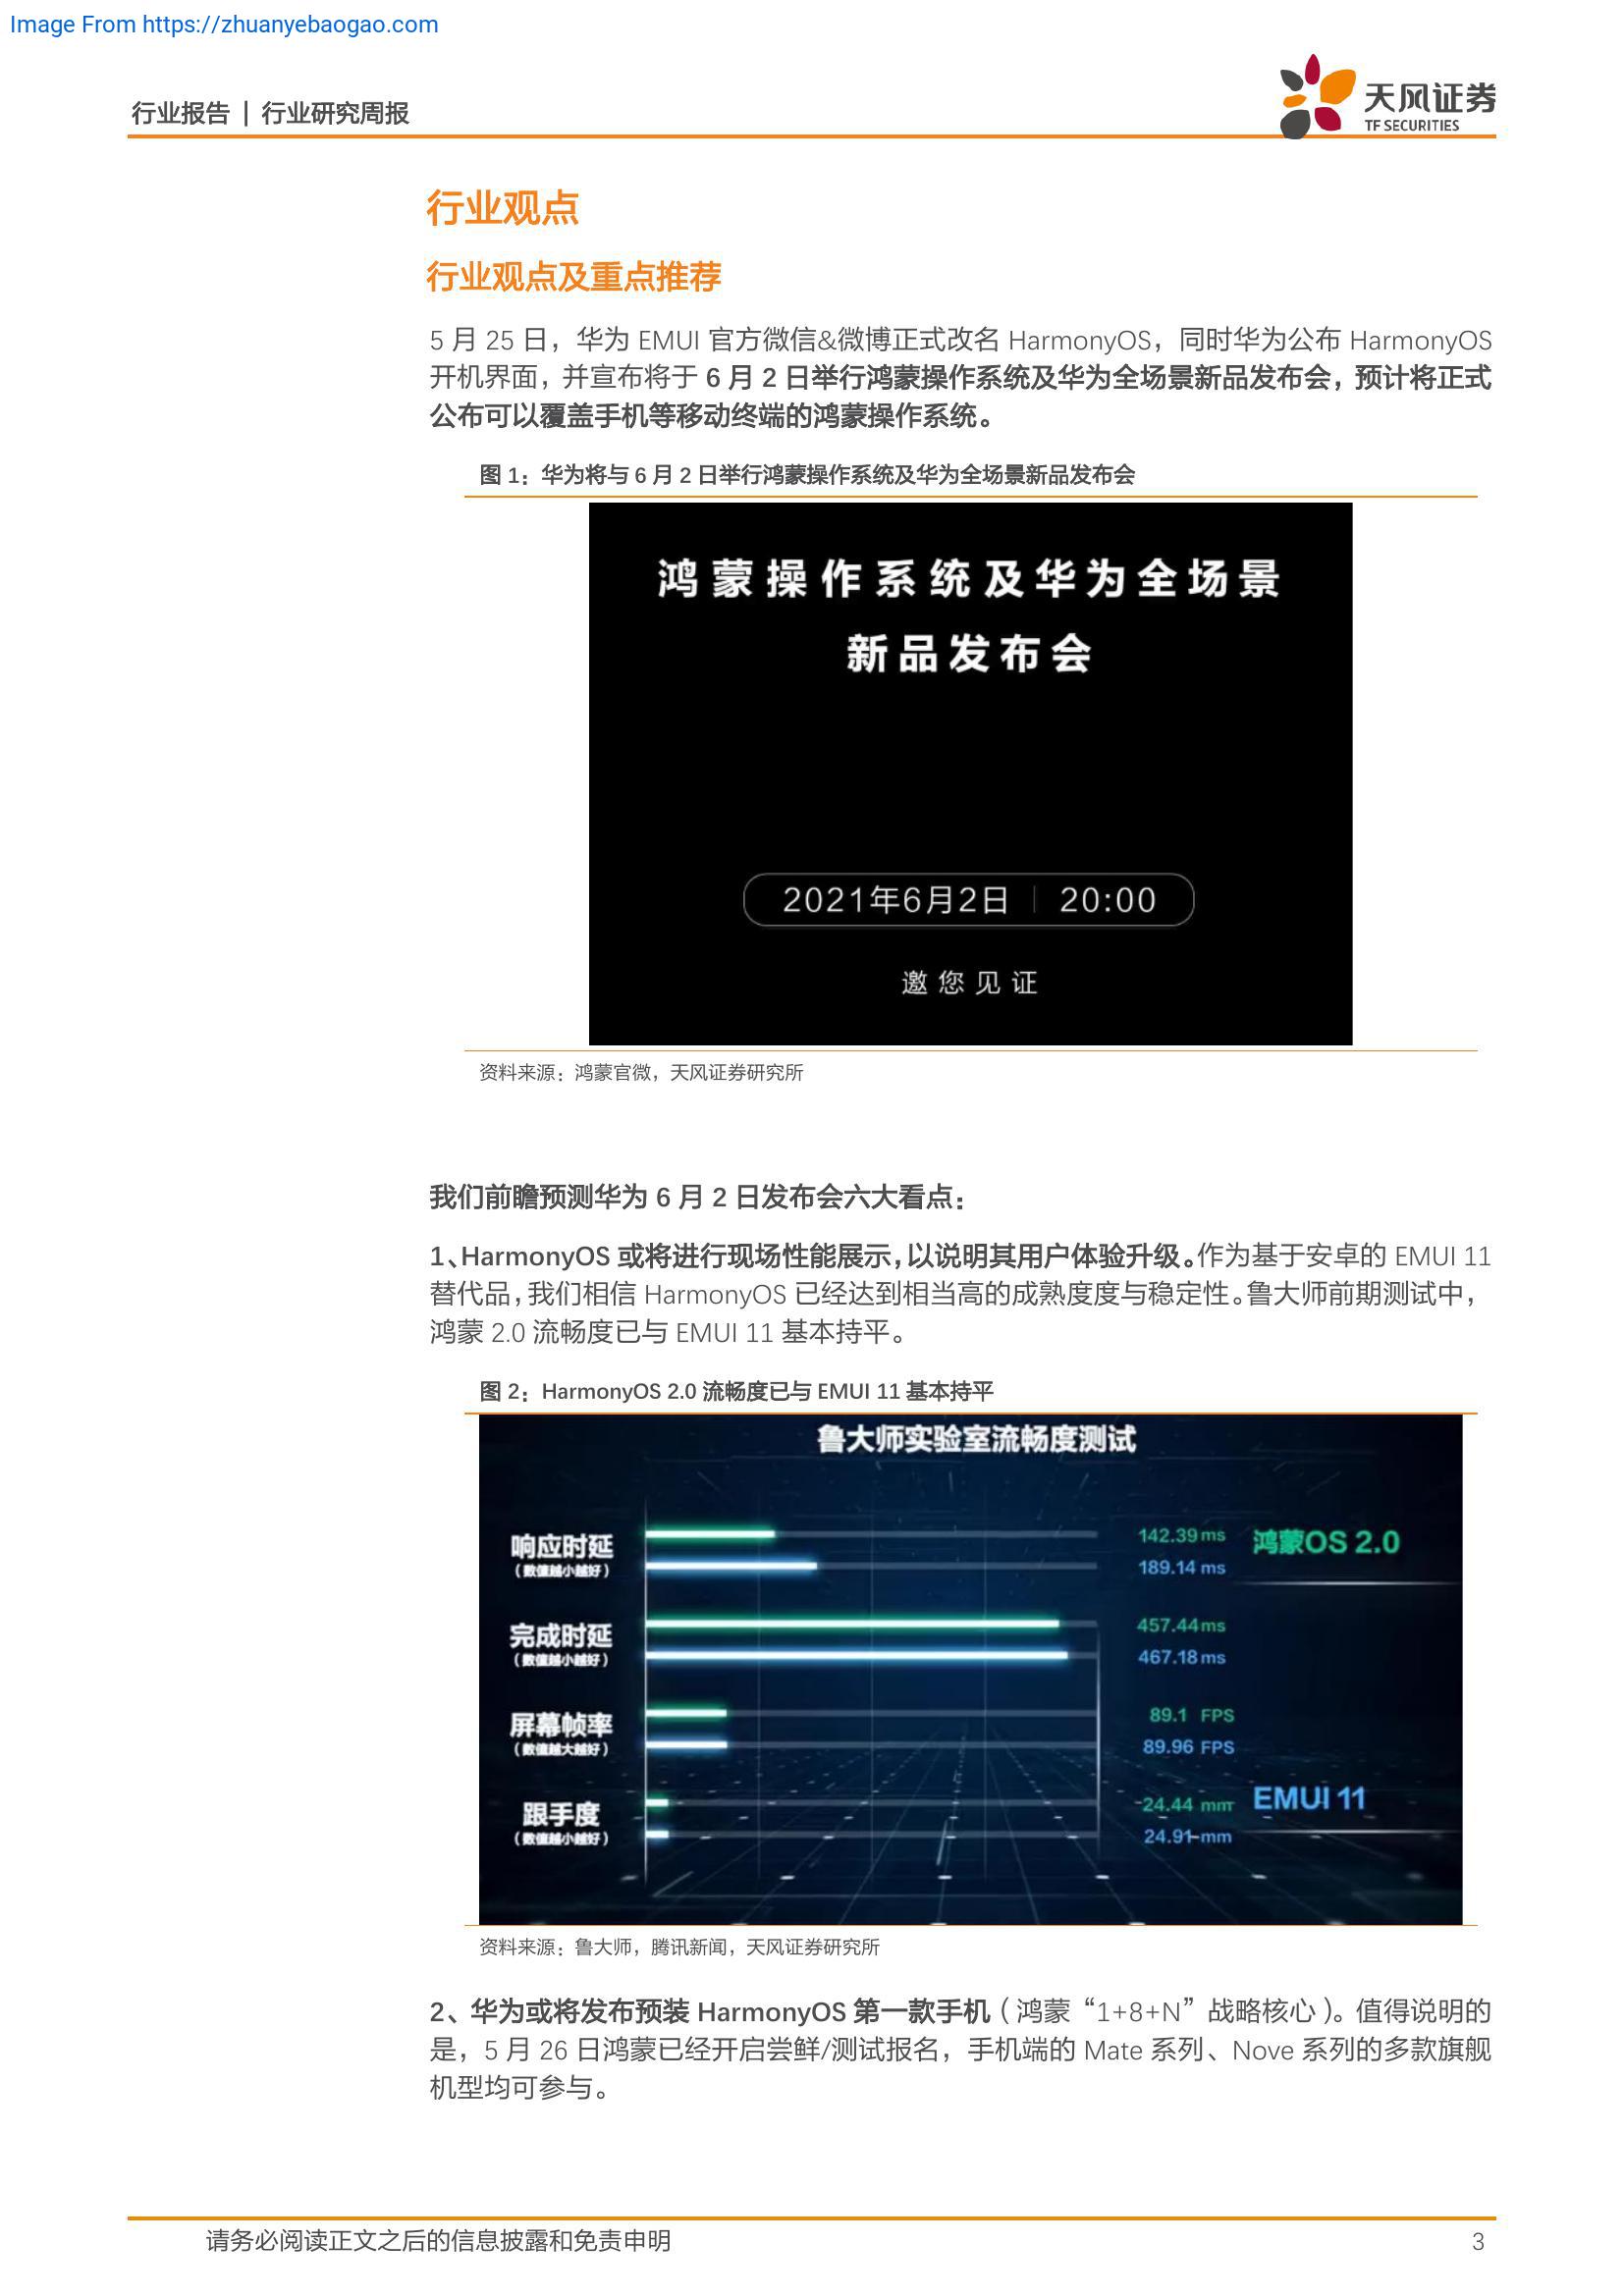 Image From https://zhuanyebaogao.com
行业报告 | 行业研究周报
天风证券
TF SECURITIES
行业观点
行业观点及重点推荐
5 月 25 日，华为 EMUI 官方微信&微博正式改名 HarmonyOS，同时华为公布 HarmonyOS
开机界面，并宣布将于 6 月 2 日举行鸿蒙操作系统及华为全场景新品发布会，预计将正式
公布可以覆盖手机等移动终端的鸿蒙操作系统。
图 1：华为将与 6 月 2 日举行鸿蒙操作系统及华为全场景新品发布会
鸿蒙操作系统及华为全场景
新品发布会
2021年6月2日 | 20:00
邀您见证
资料来源：鸿蒙官微，天风证券研究所
我们前瞻预测华为 6 月 2 日发布会六大看点：
1、HarmonyOS 或将进行现场性能展示，以说明其用户体验升级。作为基于安卓的 EMUI 11
替代品，我们相信 HarmonyOS 已经达到相当高的成熟度度与稳定性。鲁大师前期测试中，
鸿蒙 2.0 流畅度已与 EMUI 11 基本持平。
图 2：HarmonyOS 2.0 流畅度已与 EMUI 11 基本持平
鲁大师实验室流畅度测试
响应时延
（数值越小越好）
142.39ms
189.14 ms
鸿蒙OS 2.0
完成时延
（数值越小越好）
457.44ms
467.18ms
屏幕帧率
（数值越大越好）
89.1 FPS
89.96 FPS
跟手度
（数值越小越好）
24.44 mm
24.91 mm
EMUI 11
资料来源：鲁大师，腾讯新闻，天风证券研究所
2、华为或将发布预装 HarmonyOS 第一款手机（鸿蒙“1+8+N”战略核心）。值得说明的
是，5 月 26 日鸿蒙已经开启尝鲜/测试报名，手机端的 Mate 系列、Nove 系列的多款旗舰
机型均可参与。
请务必阅读正文之后的信息披露和免责申明
3